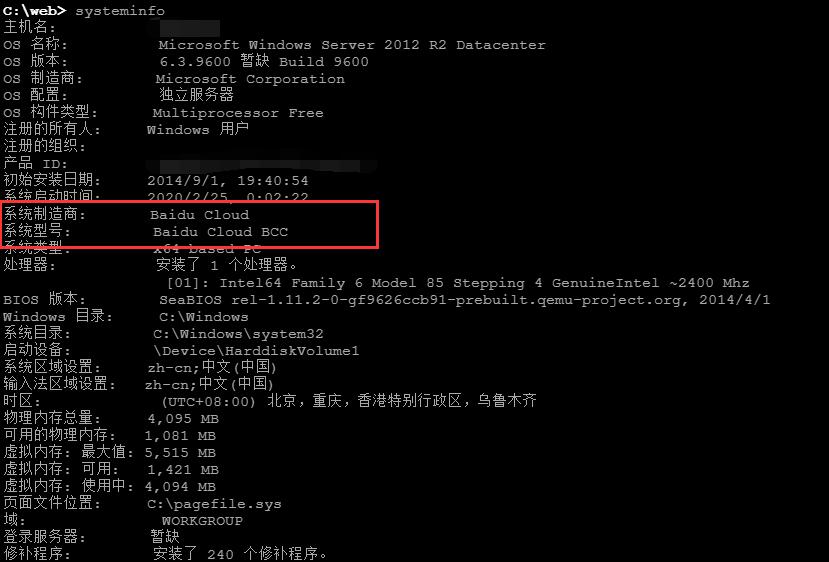 C:\web> systeminfo
主机名:
OS 名称: Microsoft Windows Server 2012 R2 Datacenter
OS 版本: 6.3.9600 暂缺 Build 9600
OS 制造商: Microsoft Corporation
OS 配置: 独立服务器
OS 构件类型: Multiprocessor Free
注册的所有人: Windows 用户
注册的组织:
产品 ID:
初始安装日期: 2014/9/1, 19:40:54
系统启动时间: 2020/2/25, 0:02:22
系统制造商: Baidu Cloud
系统型号: Baidu Cloud BCC
系统类型: x64-based PC
处理器: 安装了 1 个处理器。
[01]: Intel64 Family 6 Model 85 Stepping 4 GenuineIntel ~2400 Mhz
BIOS 版本: SeaBIOS rel-1.11.2-0-gf9626ccb91-prebuilt.qemu-project.org, 2014/4/1
Windows 目录: C:\Windows
系统目录: C:\Windows\system32
启动设备: \Device\HarddiskVolume1
系统区域设置: zh-cn;中文(中国)
输入法区域设置: zh-cn;中文(中国)
时区: (UTC+08:00) 北京，重庆，香港特别行政区，乌鲁木齐
物理内存总量: 4,095 MB
可用的物理内存: 1,081 MB
虚拟内存: 最大值: 5,515 MB
虚拟内存: 可用: 1,421 MB
虚拟内存: 使用中: 4,094 MB
页面文件位置: C:\pagefile.sys
域: WORKGROUP
登录服务器: 暂缺
修补程序: 安装了 240 个修补程序。